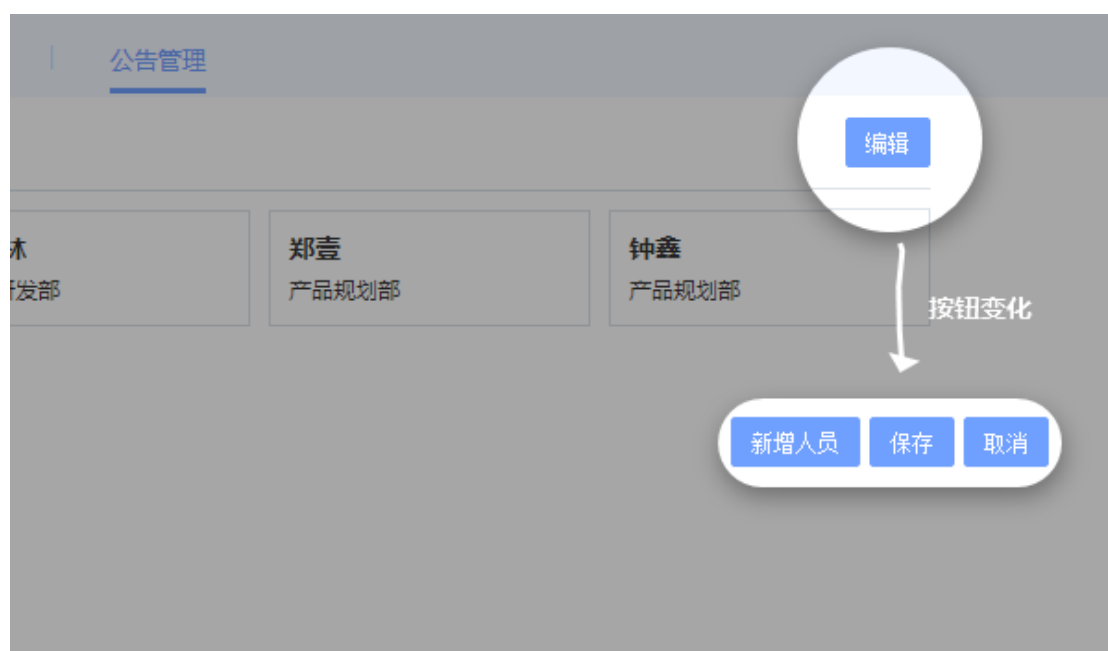 公告管理
编辑
郑壹
钟鑫
发部
产品规划部
产品规划部
按钮变化
新增人员
保存
取消